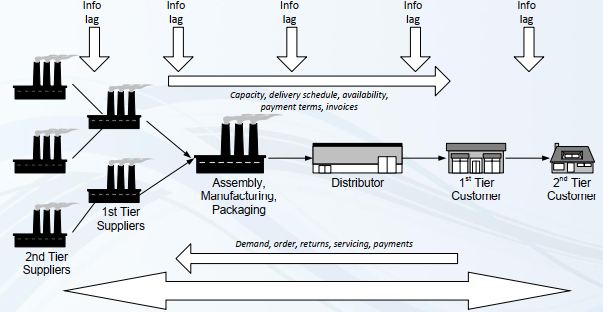 Info
lag
Info
lag
Info
lag
Info
lag
Info
lag
Capacity, delivery schedule, availability,
payment terms, invoices
Assembly,
Manufacturing,
Packaging
Distributor
1st Tier
Customer
2nd Tier
Customer
1st Tier
Suppliers
2nd Tier
Suppliers
Demand, order, returns, servicing, payments